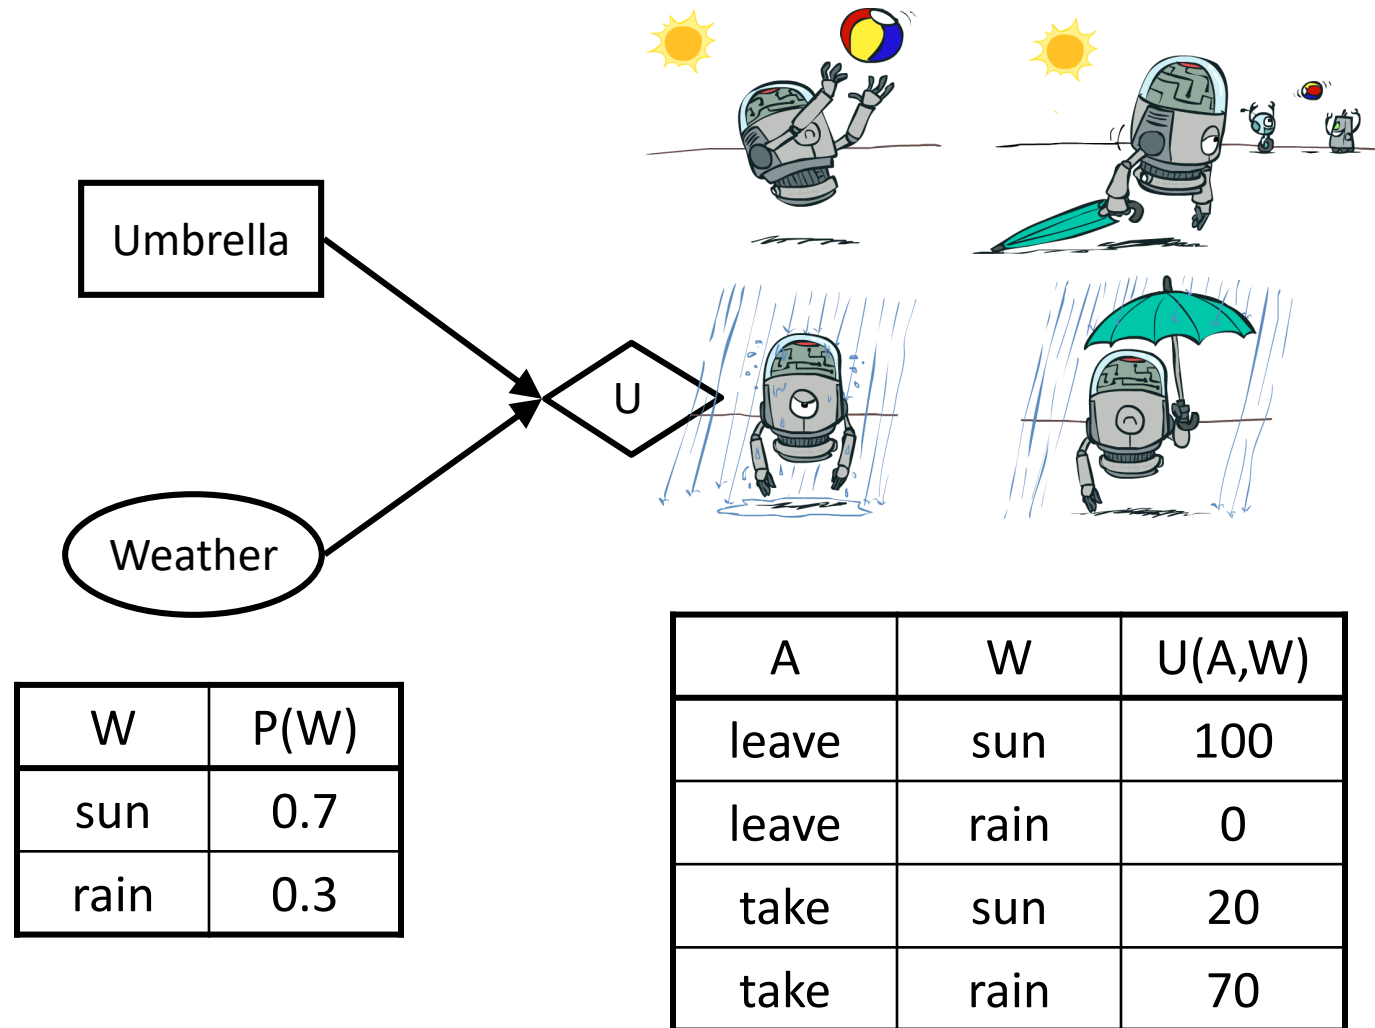 Umbrella
U
Weather
W P(W)
sun 0.7
rain 0.3
A W U(A,W)
leave sun 100
leave rain 0
take sun 20
take rain 70